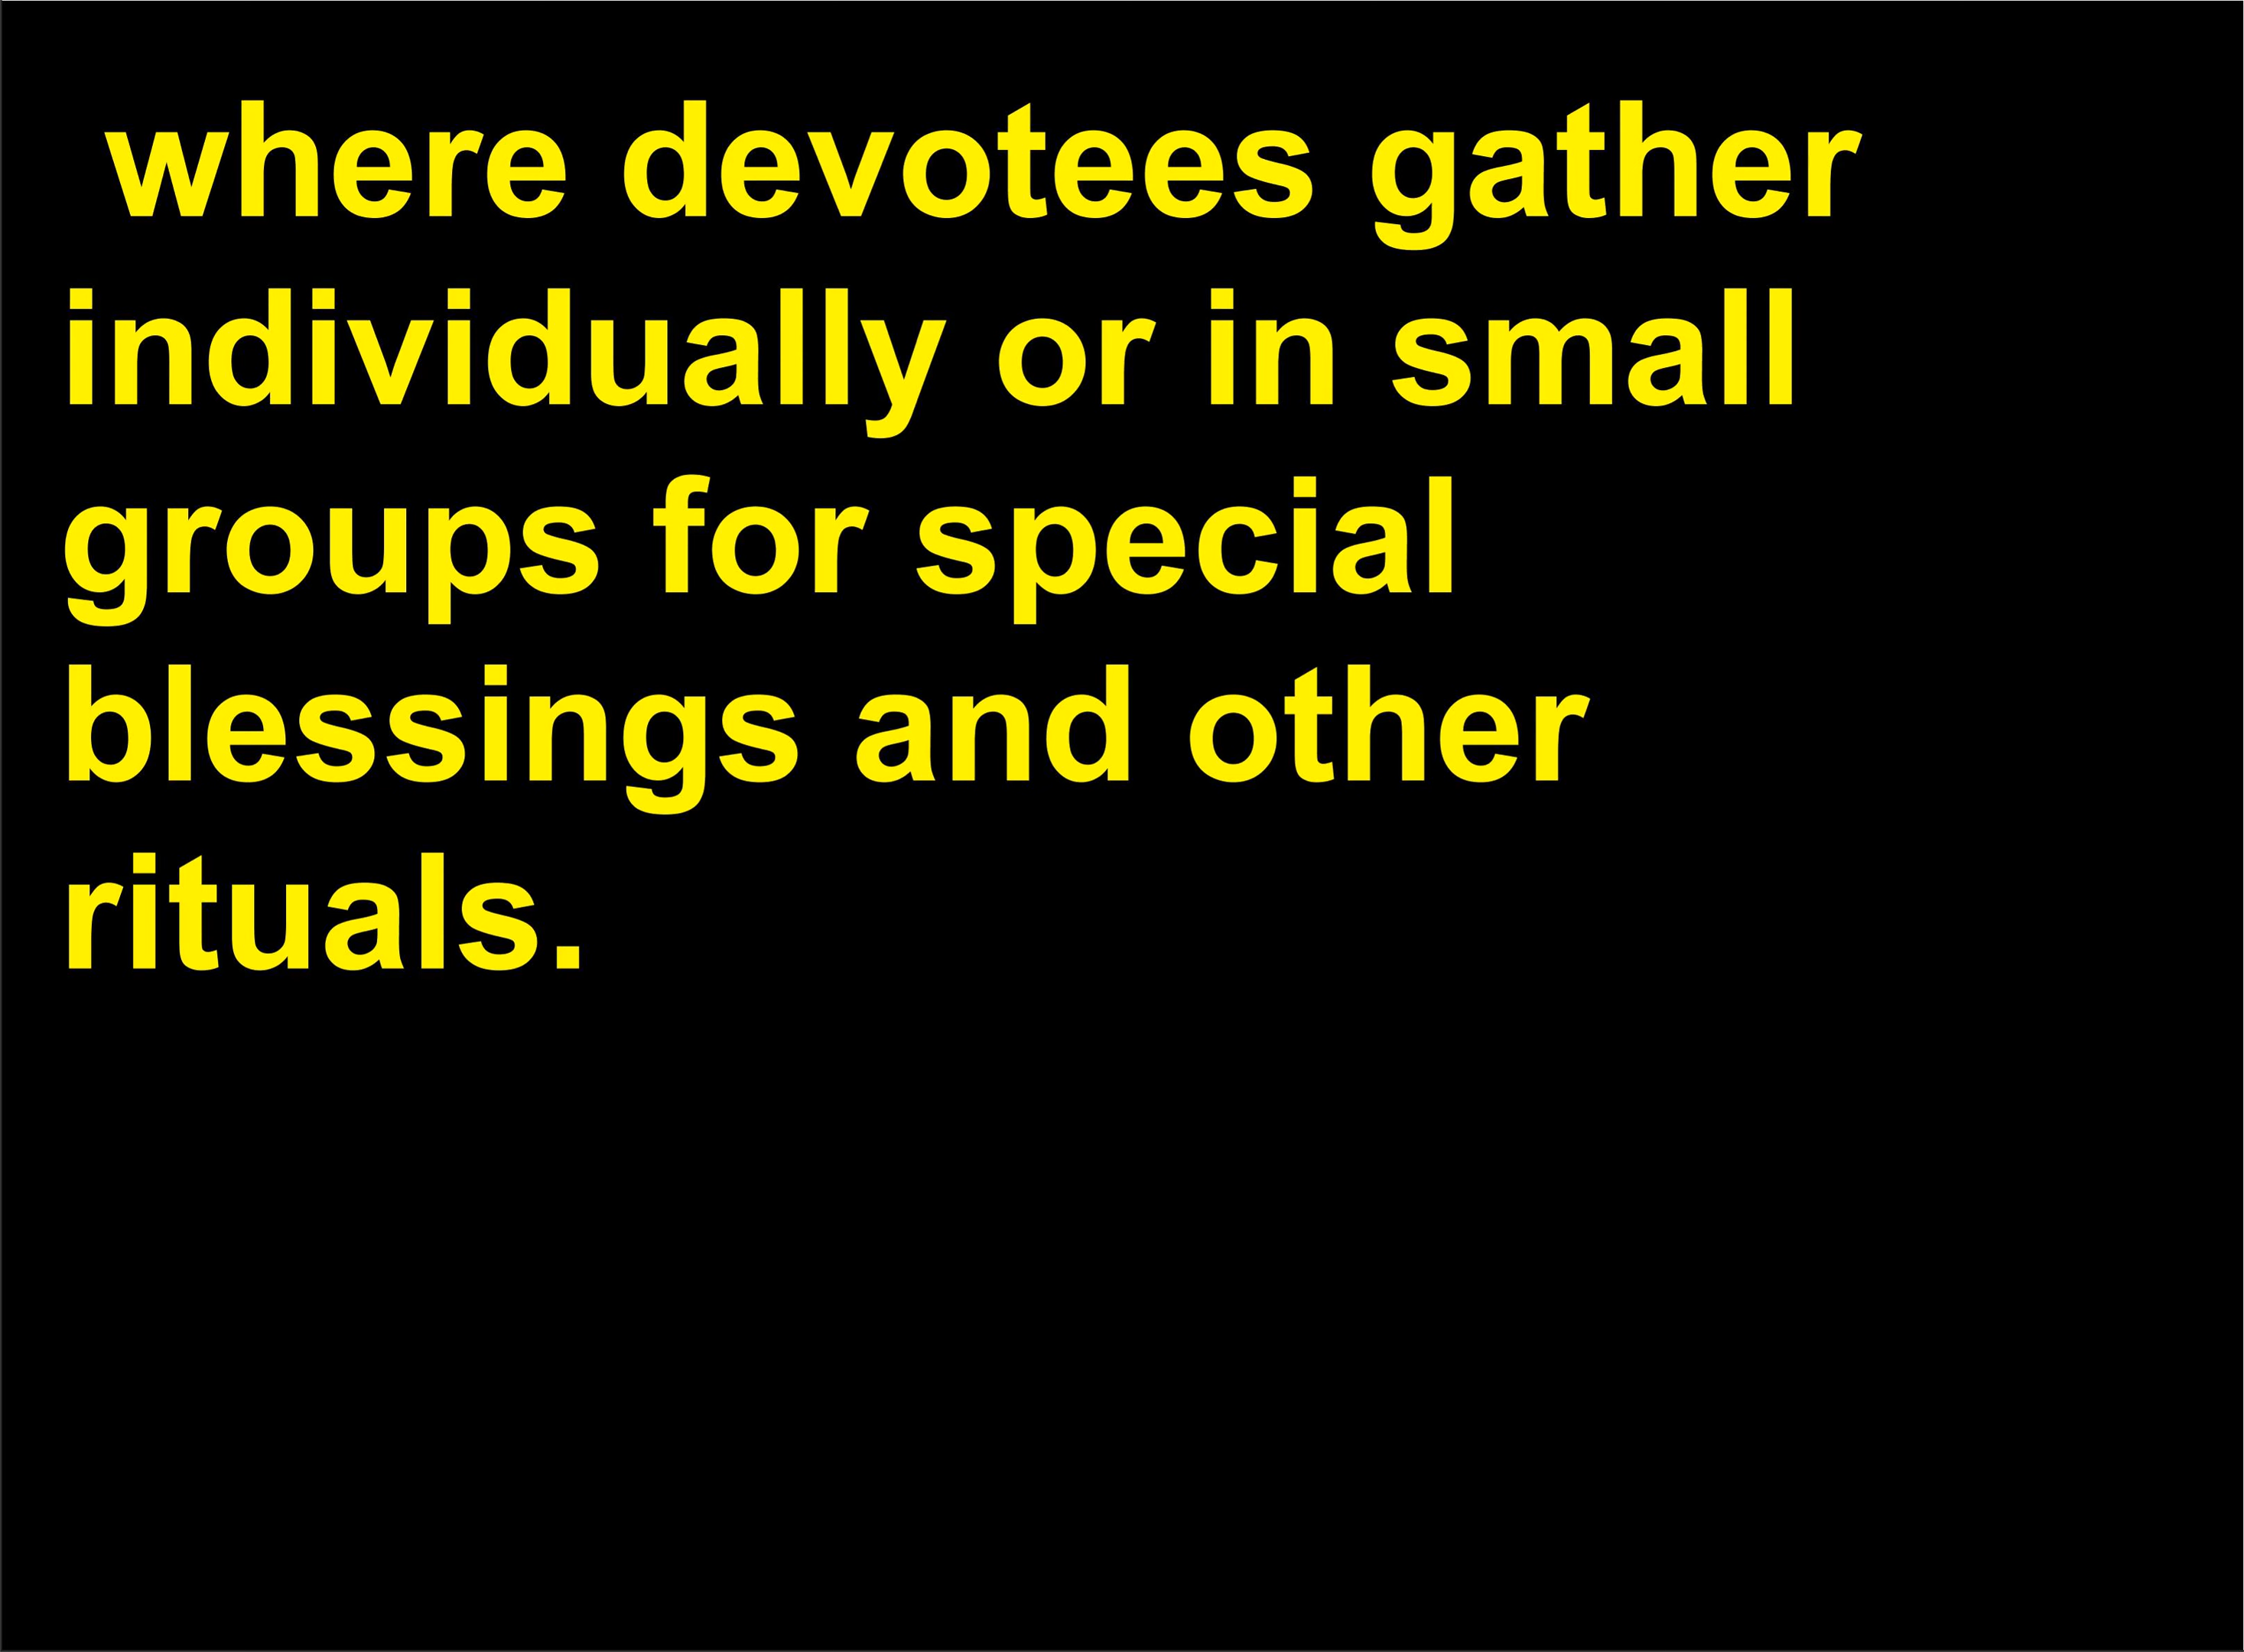 where devotees gather
individually or in small
groups for special
blessings and other
rituals.